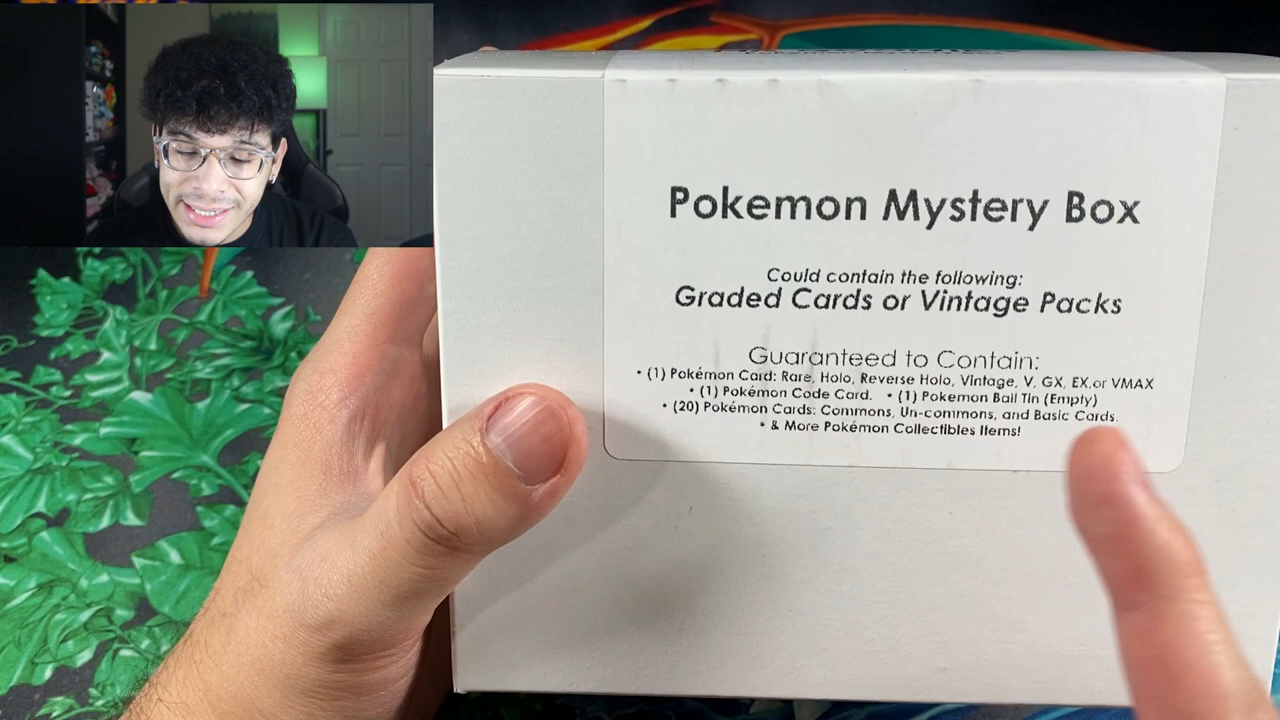 Pokemon Mystery Box
Could contain the following:
Graded Cards or Vintage Packs
Guaranteed to Contain:
• (1) Pokémon Card: Rare, Holo, Reverse Holo, Vintage, V, GX, EX,or VMAX
• (1) Pokémon Code Card. • (1) Pokemon Ball Tin (Empty)
• (20) Pokémon Cards: Commons, Un-commons, and Basic Cards.
• & More Pokémon Collectibles Items!